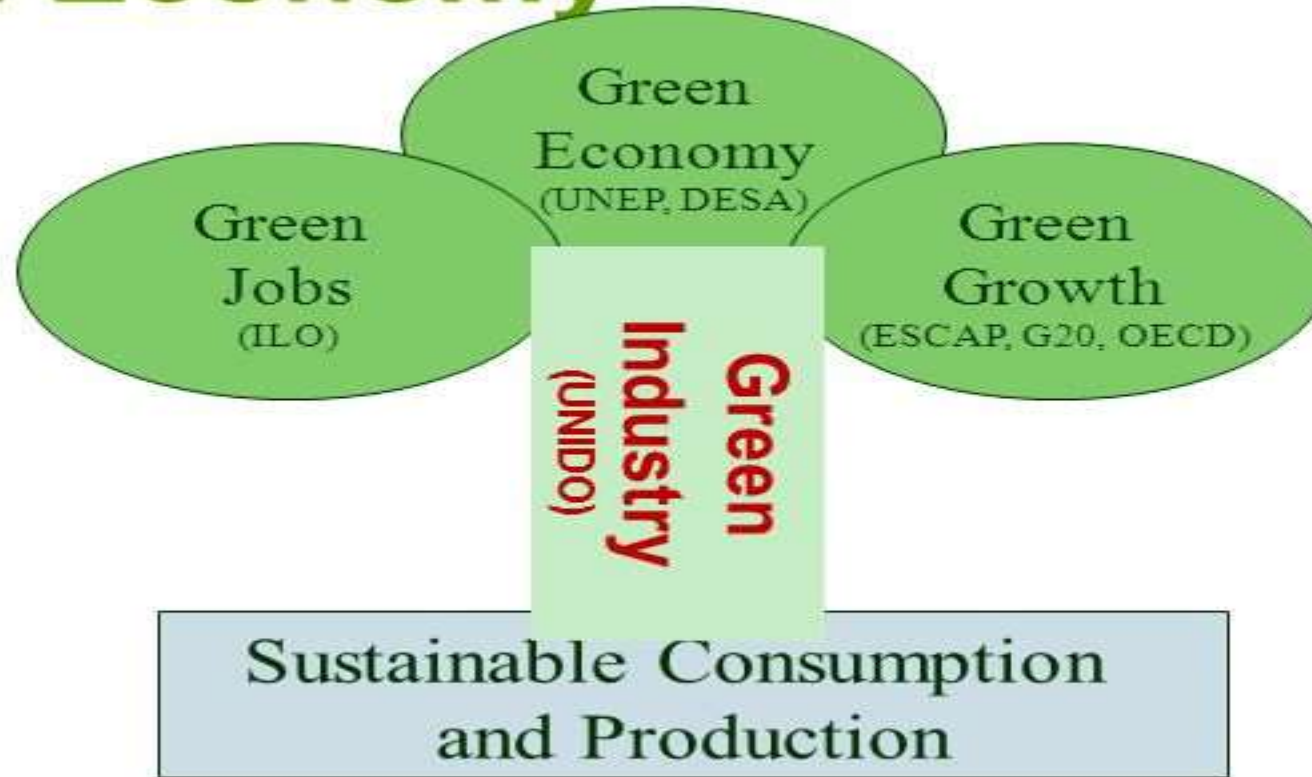 Economy
Green
Economy
(UNEP, DESA)
Green
Jobs
(ILO)
Green
Growth
(ESCAP, G20, OECD)
Green
Industry
(UNIDO)
Sustainable Consumption
and Production